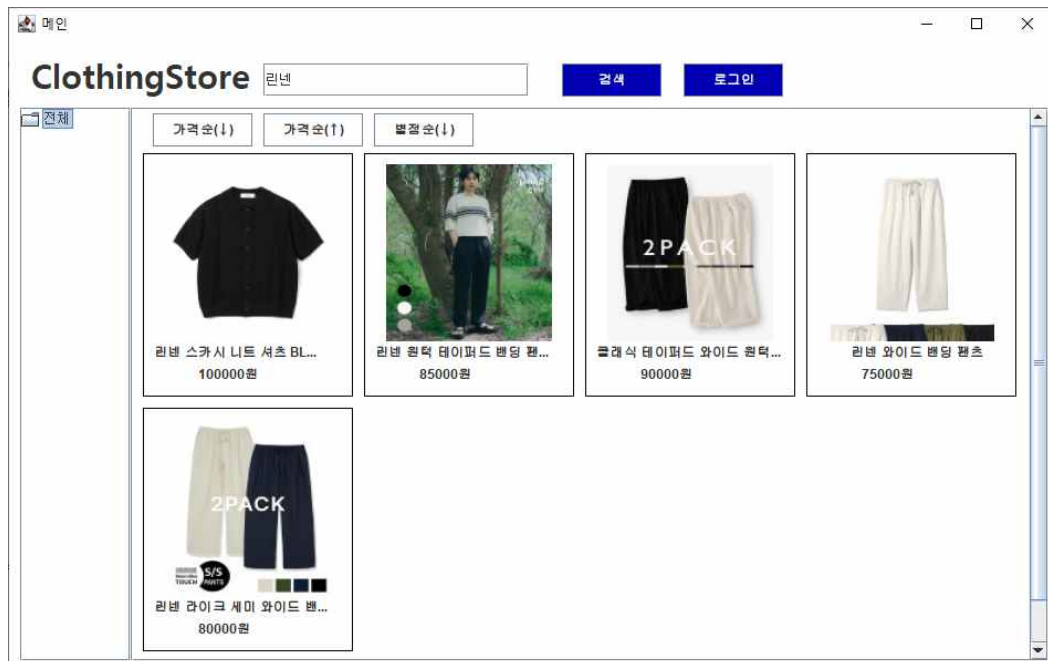 메인
ClothingStore 린넨 검색 로그인
전체
가격순(↓) 가격순(↑) 별점순(↓)
2PACK
린넨 스카시 니트 셔츠 BL...
린넨 원턱 테이퍼드 밴딩 팬...
클래식 테이퍼드 와이드 원턱...
린넨 와이드 밴딩 팬츠
100000원
85000원
90000원
75000원
2PACK
S/S
TOUCH
PANTS
린넨 라이크 세미 와이드 밴...
80000원